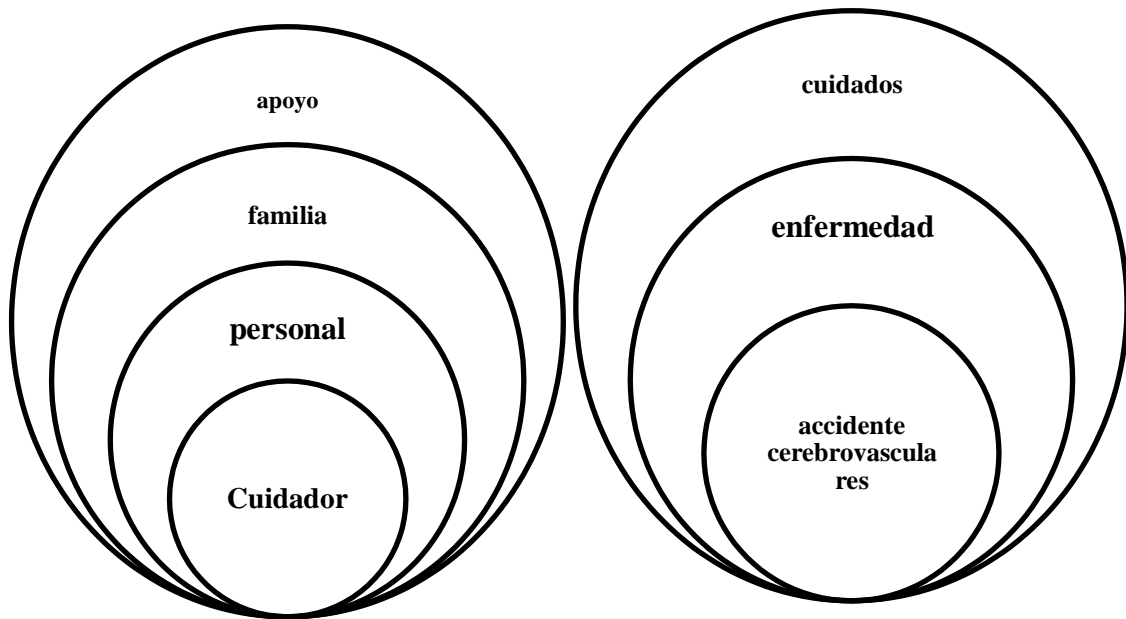 apoyo
familia
personal
Cuidador
cuidados
enfermedad
accidente
cerebrovascula
res